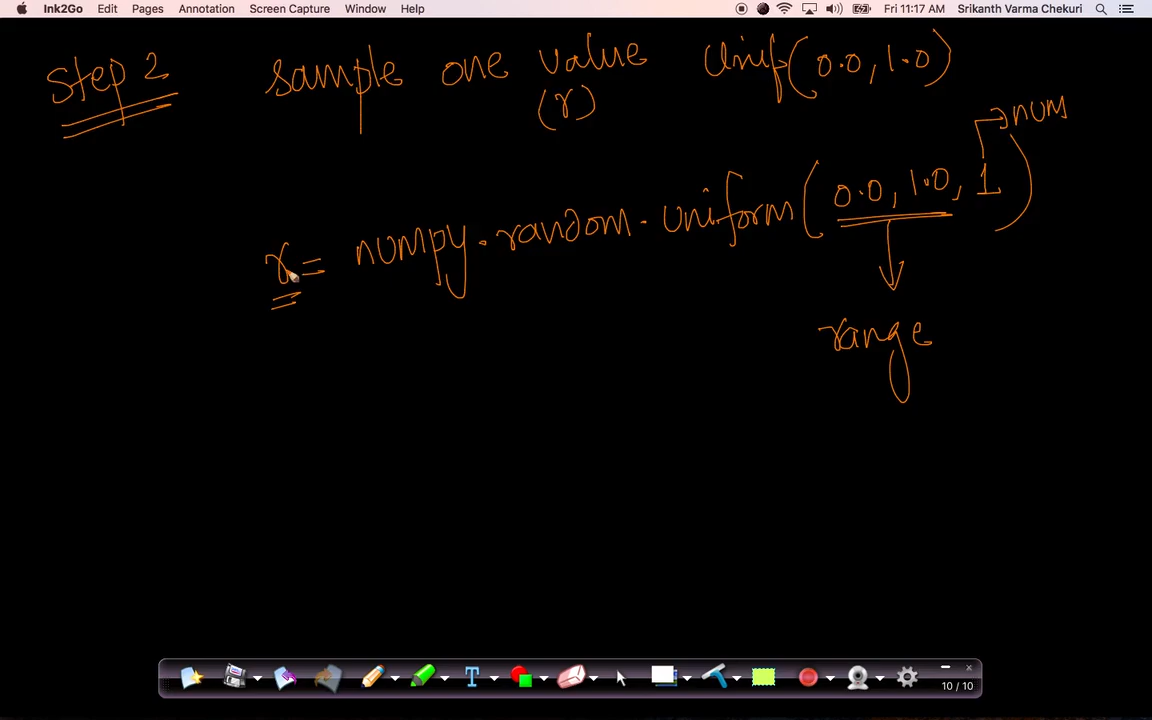 Ink2Go Edit Pages Annotation Screen Capture Window Help Fri 11:17 AM Srikanth Varma Chekuri
Step 2 sample one value Unif(0.0, 1.0)
(r)
num
r = numpy.random.uniform(0.0, 1.0, 1)
range
T
10 / 10